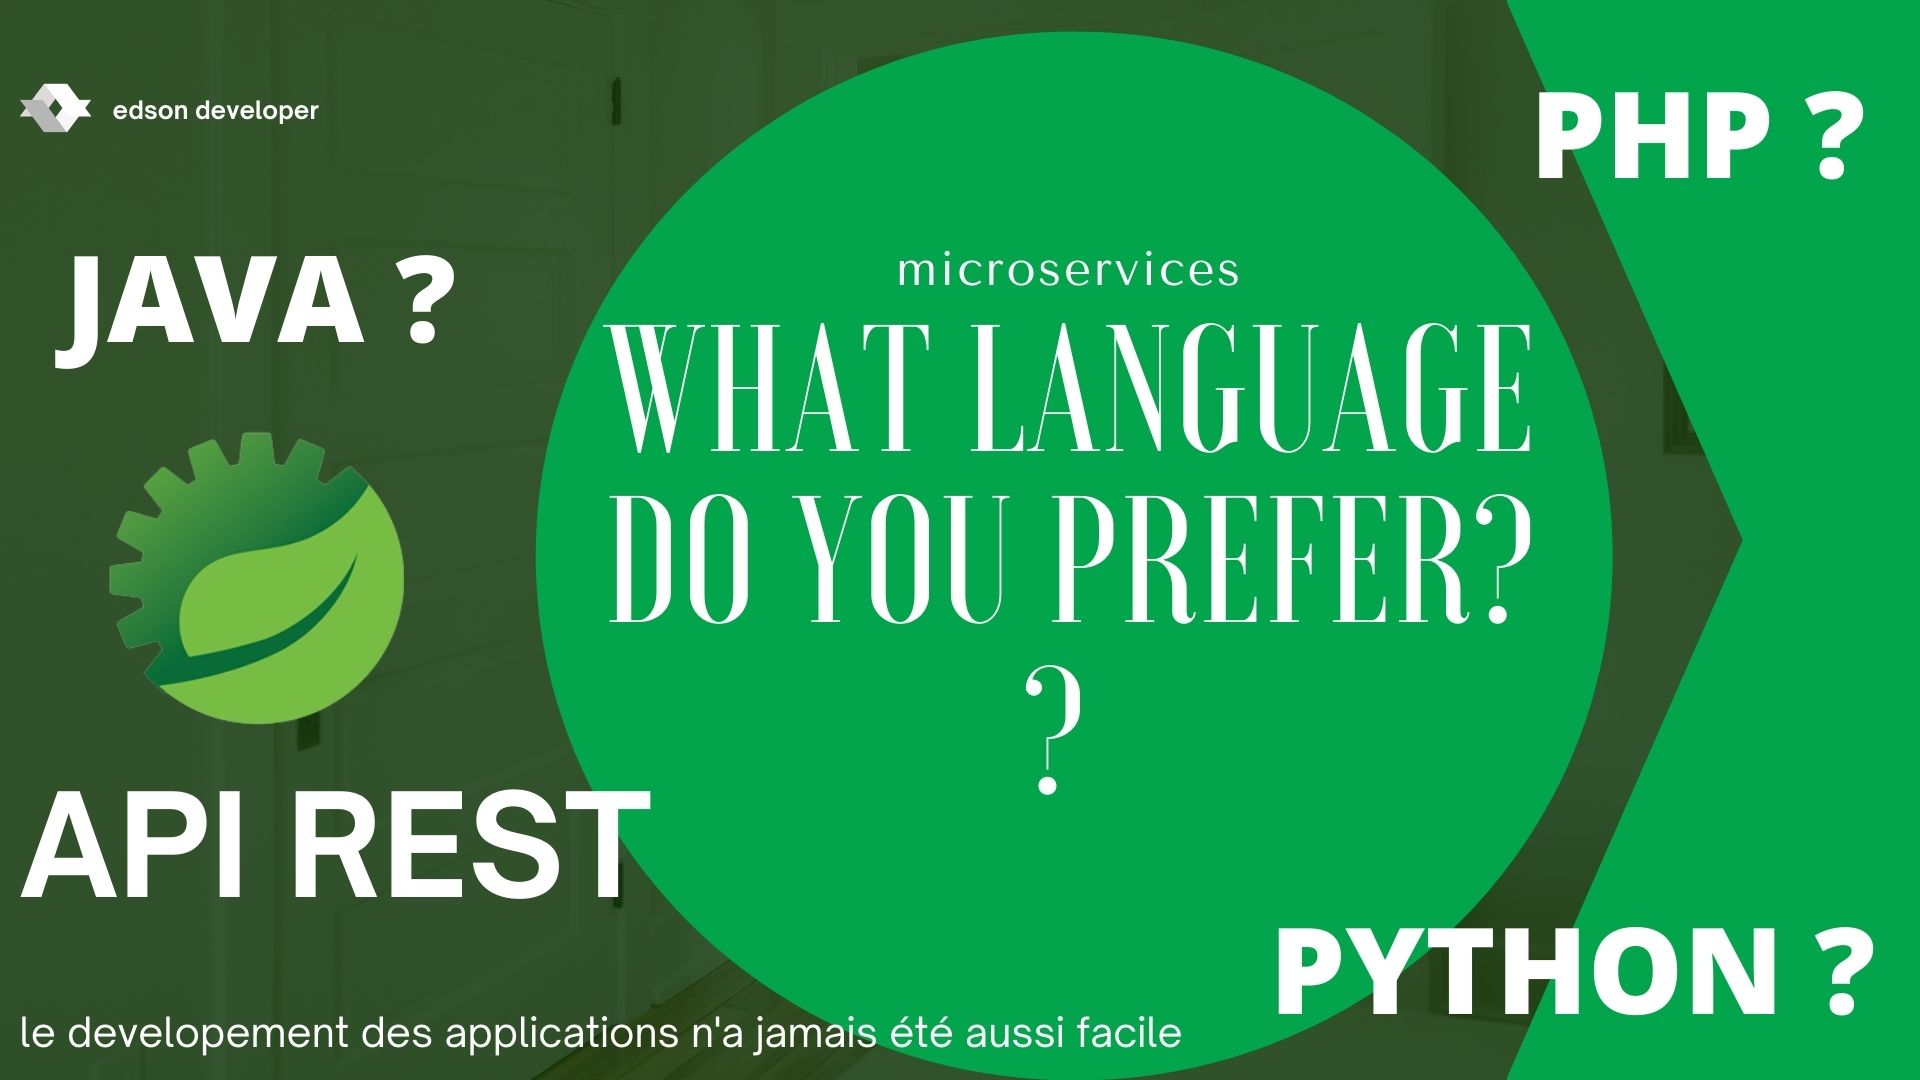 edson developer
PHP ?
JAVA ?
microservices
WHAT LANGUAGE
DO YOU PREFER?
?
API REST
PYTHON ?
le developement des applications n'a jamais été aussi facile